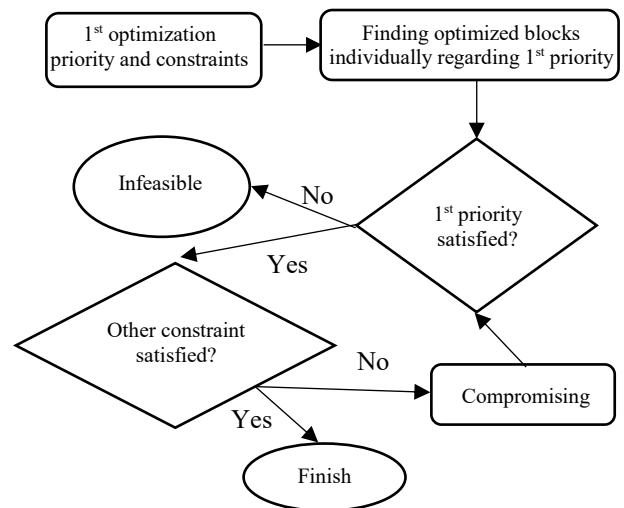 1st optimization
priority and constraints
Finding optimized blocks
individually regarding 1st priority
1st priority
satisfied?
No
Infeasible
Yes
Other constraint
satisfied?
No
Compromising
Yes
Finish